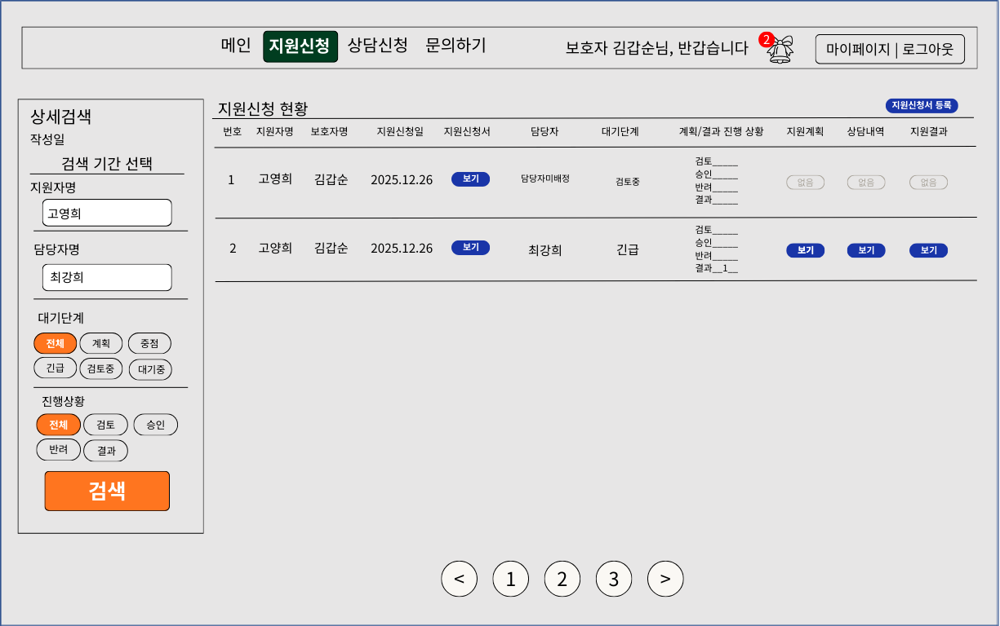 메인 지원신청 상담신청 문의하기 보호자 김갑순님, 반갑습니다 2 마이페이지 | 로그아웃
상세검색
작성일
검색 기간 선택
지원자명
고영희
담당자명
최강희
대기단계
전체 계획 중점
긴급 검토중 대기중
진행상황
전체 검토 승인
반려 결과
검색
지원신청 현황 지원신청서 등록
번호 지원자명 보호자명 지원신청일 지원신청서 담당자 대기단계 계획/결과 진행 상황 지원계획 상담내역 지원결과
1 고영희 김갑순 2025.12.26 보기 담당자미배정 검토중
검토_____
승인_____
반려_____
결과_____
없음 없음 없음
2 고양희 김갑순 2025.12.26 보기 최강희 긴급
검토_____
승인_____
반려_____
결과__1__
보기 보기 보기
< 1 2 3 >